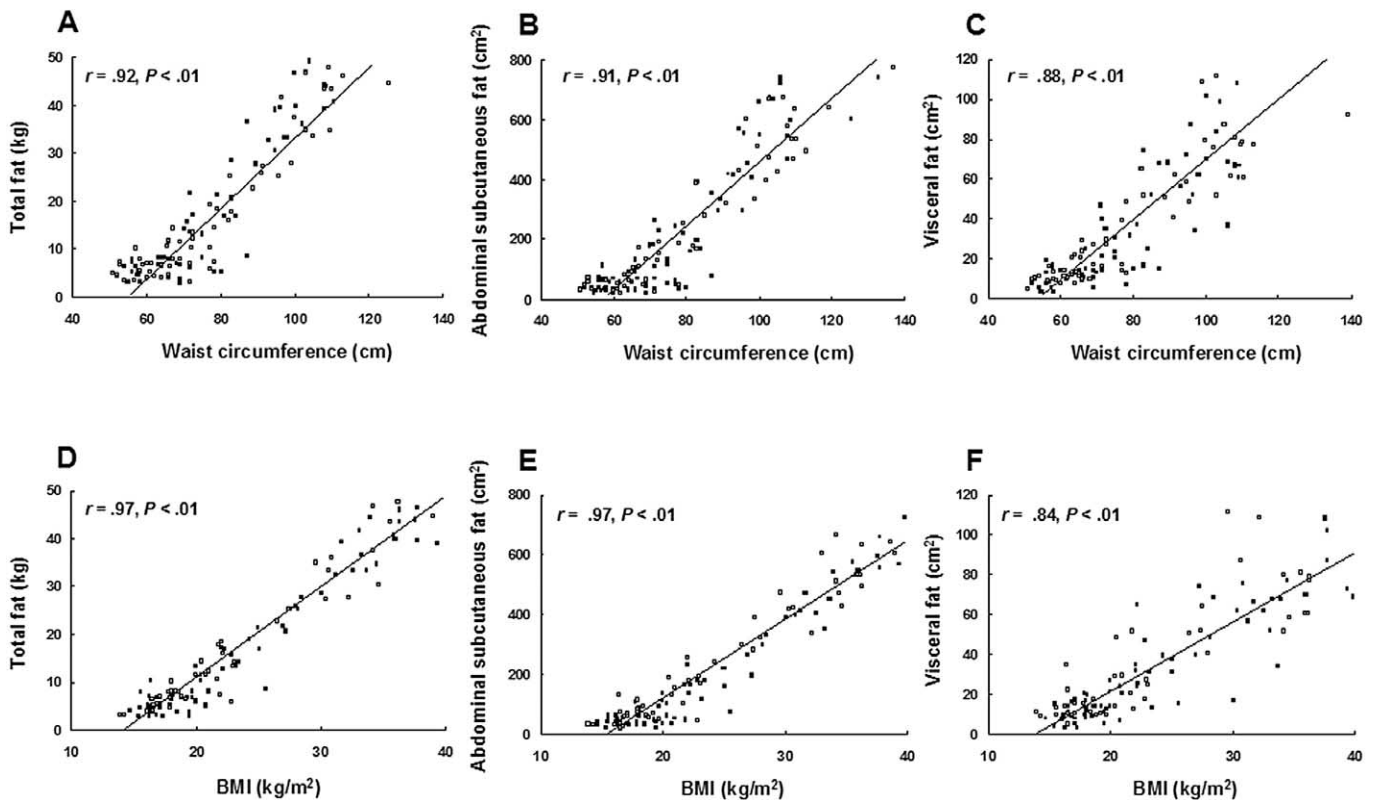 A
Total fat (kg)
50
40
30
20
10
0
r = .92, P < .01
40 60 80 100 120 140
Waist circumference (cm)
B
Abdominal subcutaneous fat (cm²)
800
600
400
200
0
r = .91, P < .01
40 60 80 100 120 140
Waist circumference (cm)
C
Visceral fat (cm²)
120
100
80
60
40
20
0
r = .88, P < .01
40 60 80 100 120 140
Waist circumference (cm)
D
Total fat (kg)
50
40
30
20
10
0
r = .97, P < .01
10 20 30 40
BMI (kg/m²)
E
Abdominal subcutaneous fat (cm²)
800
600
400
200
0
r = .97, P < .01
10 20 30 40
BMI (kg/m²)
F
Visceral fat (cm²)
120
100
80
60
40
20
0
r = .84, P < .01
10 20 30 40
BMI (kg/m²)